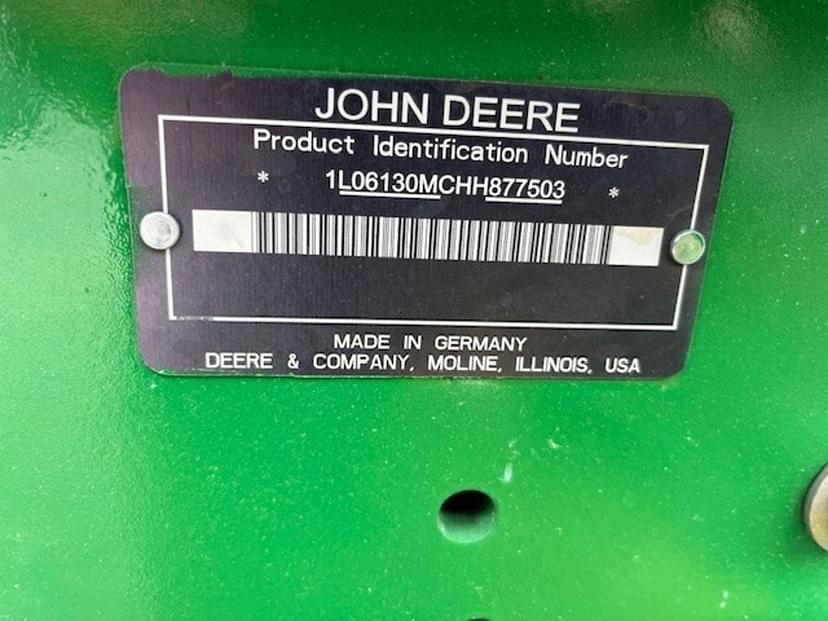 JOHN DEERE
Product Identification Number
* 1L06130MCHH877503 *
MADE IN GERMANY
DEERE & COMPANY, MOLINE, ILLINOIS, USA